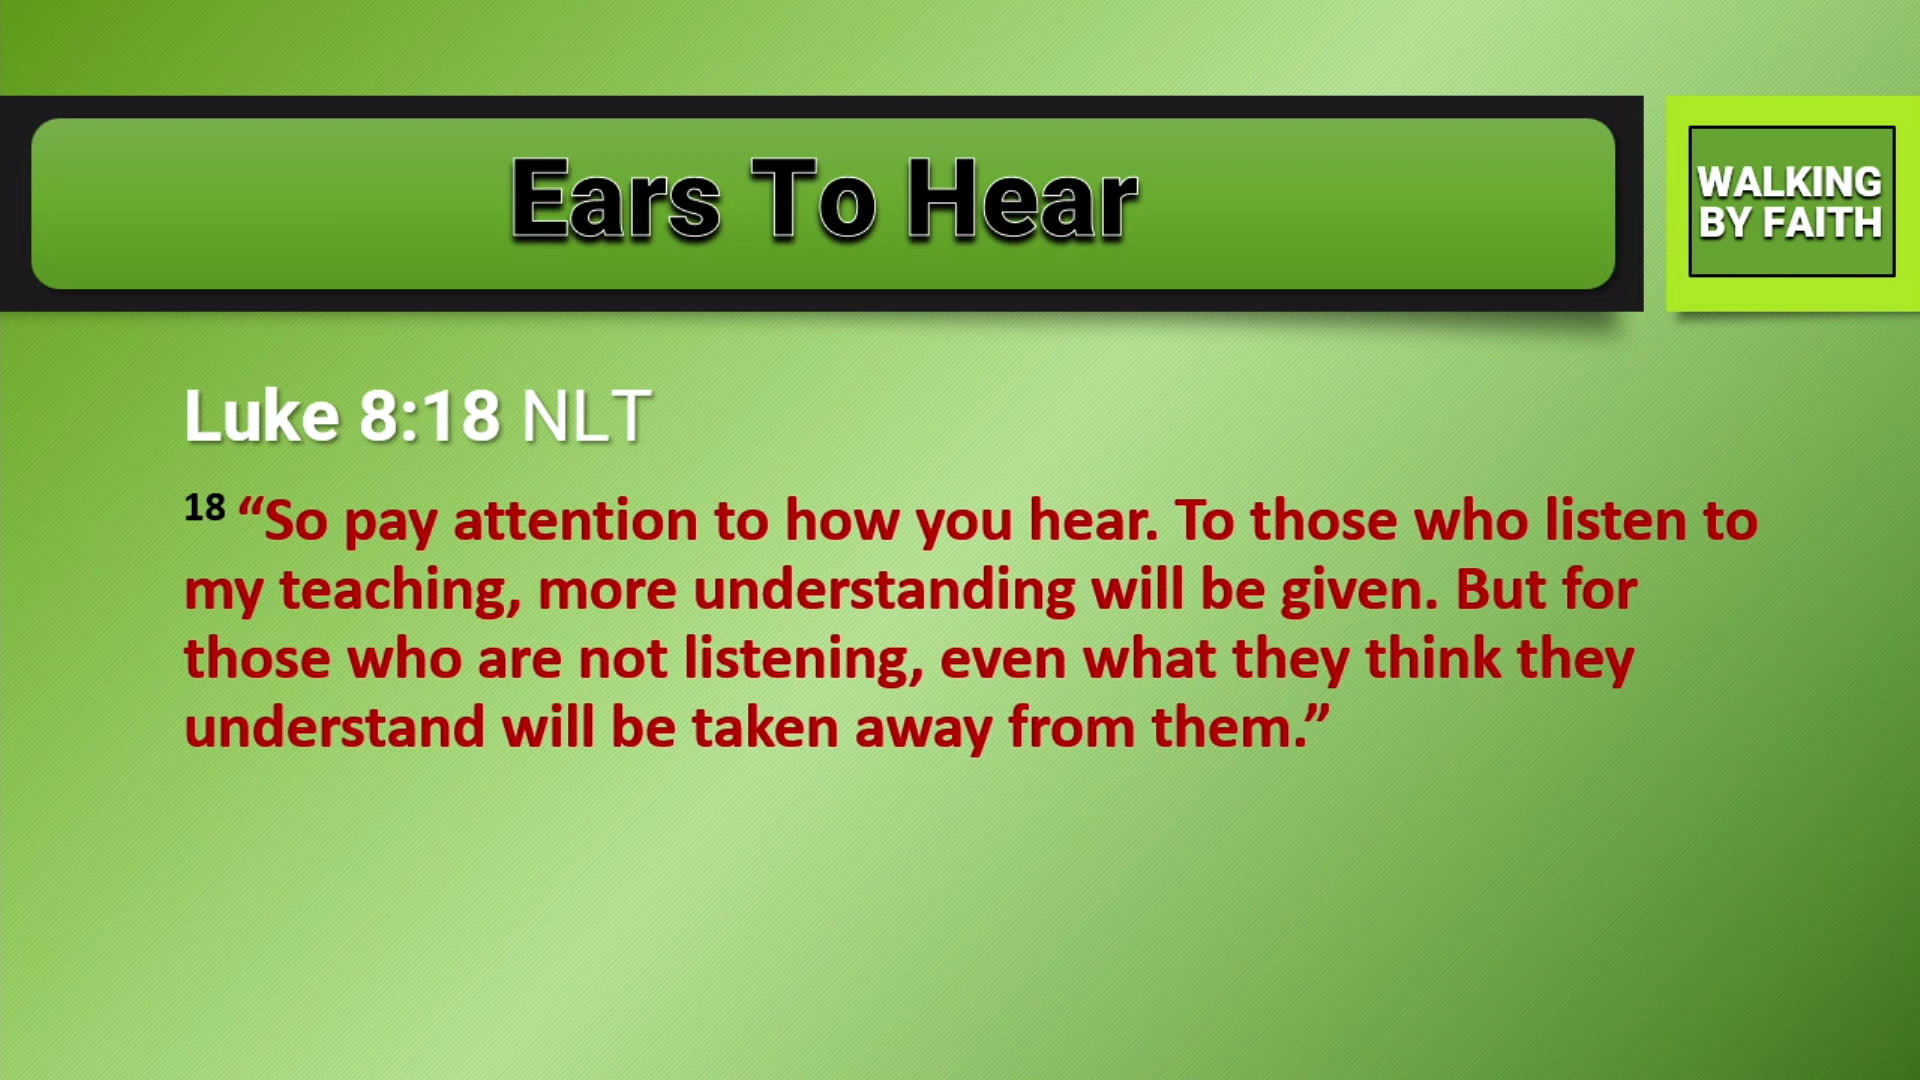 Ears To Hear
WALKING
BY FAITH
Luke 8:18 NLT
18 “So pay attention to how you hear. To those who listen to
my teaching, more understanding will be given. But for
those who are not listening, even what they think they
understand will be taken away from them.”